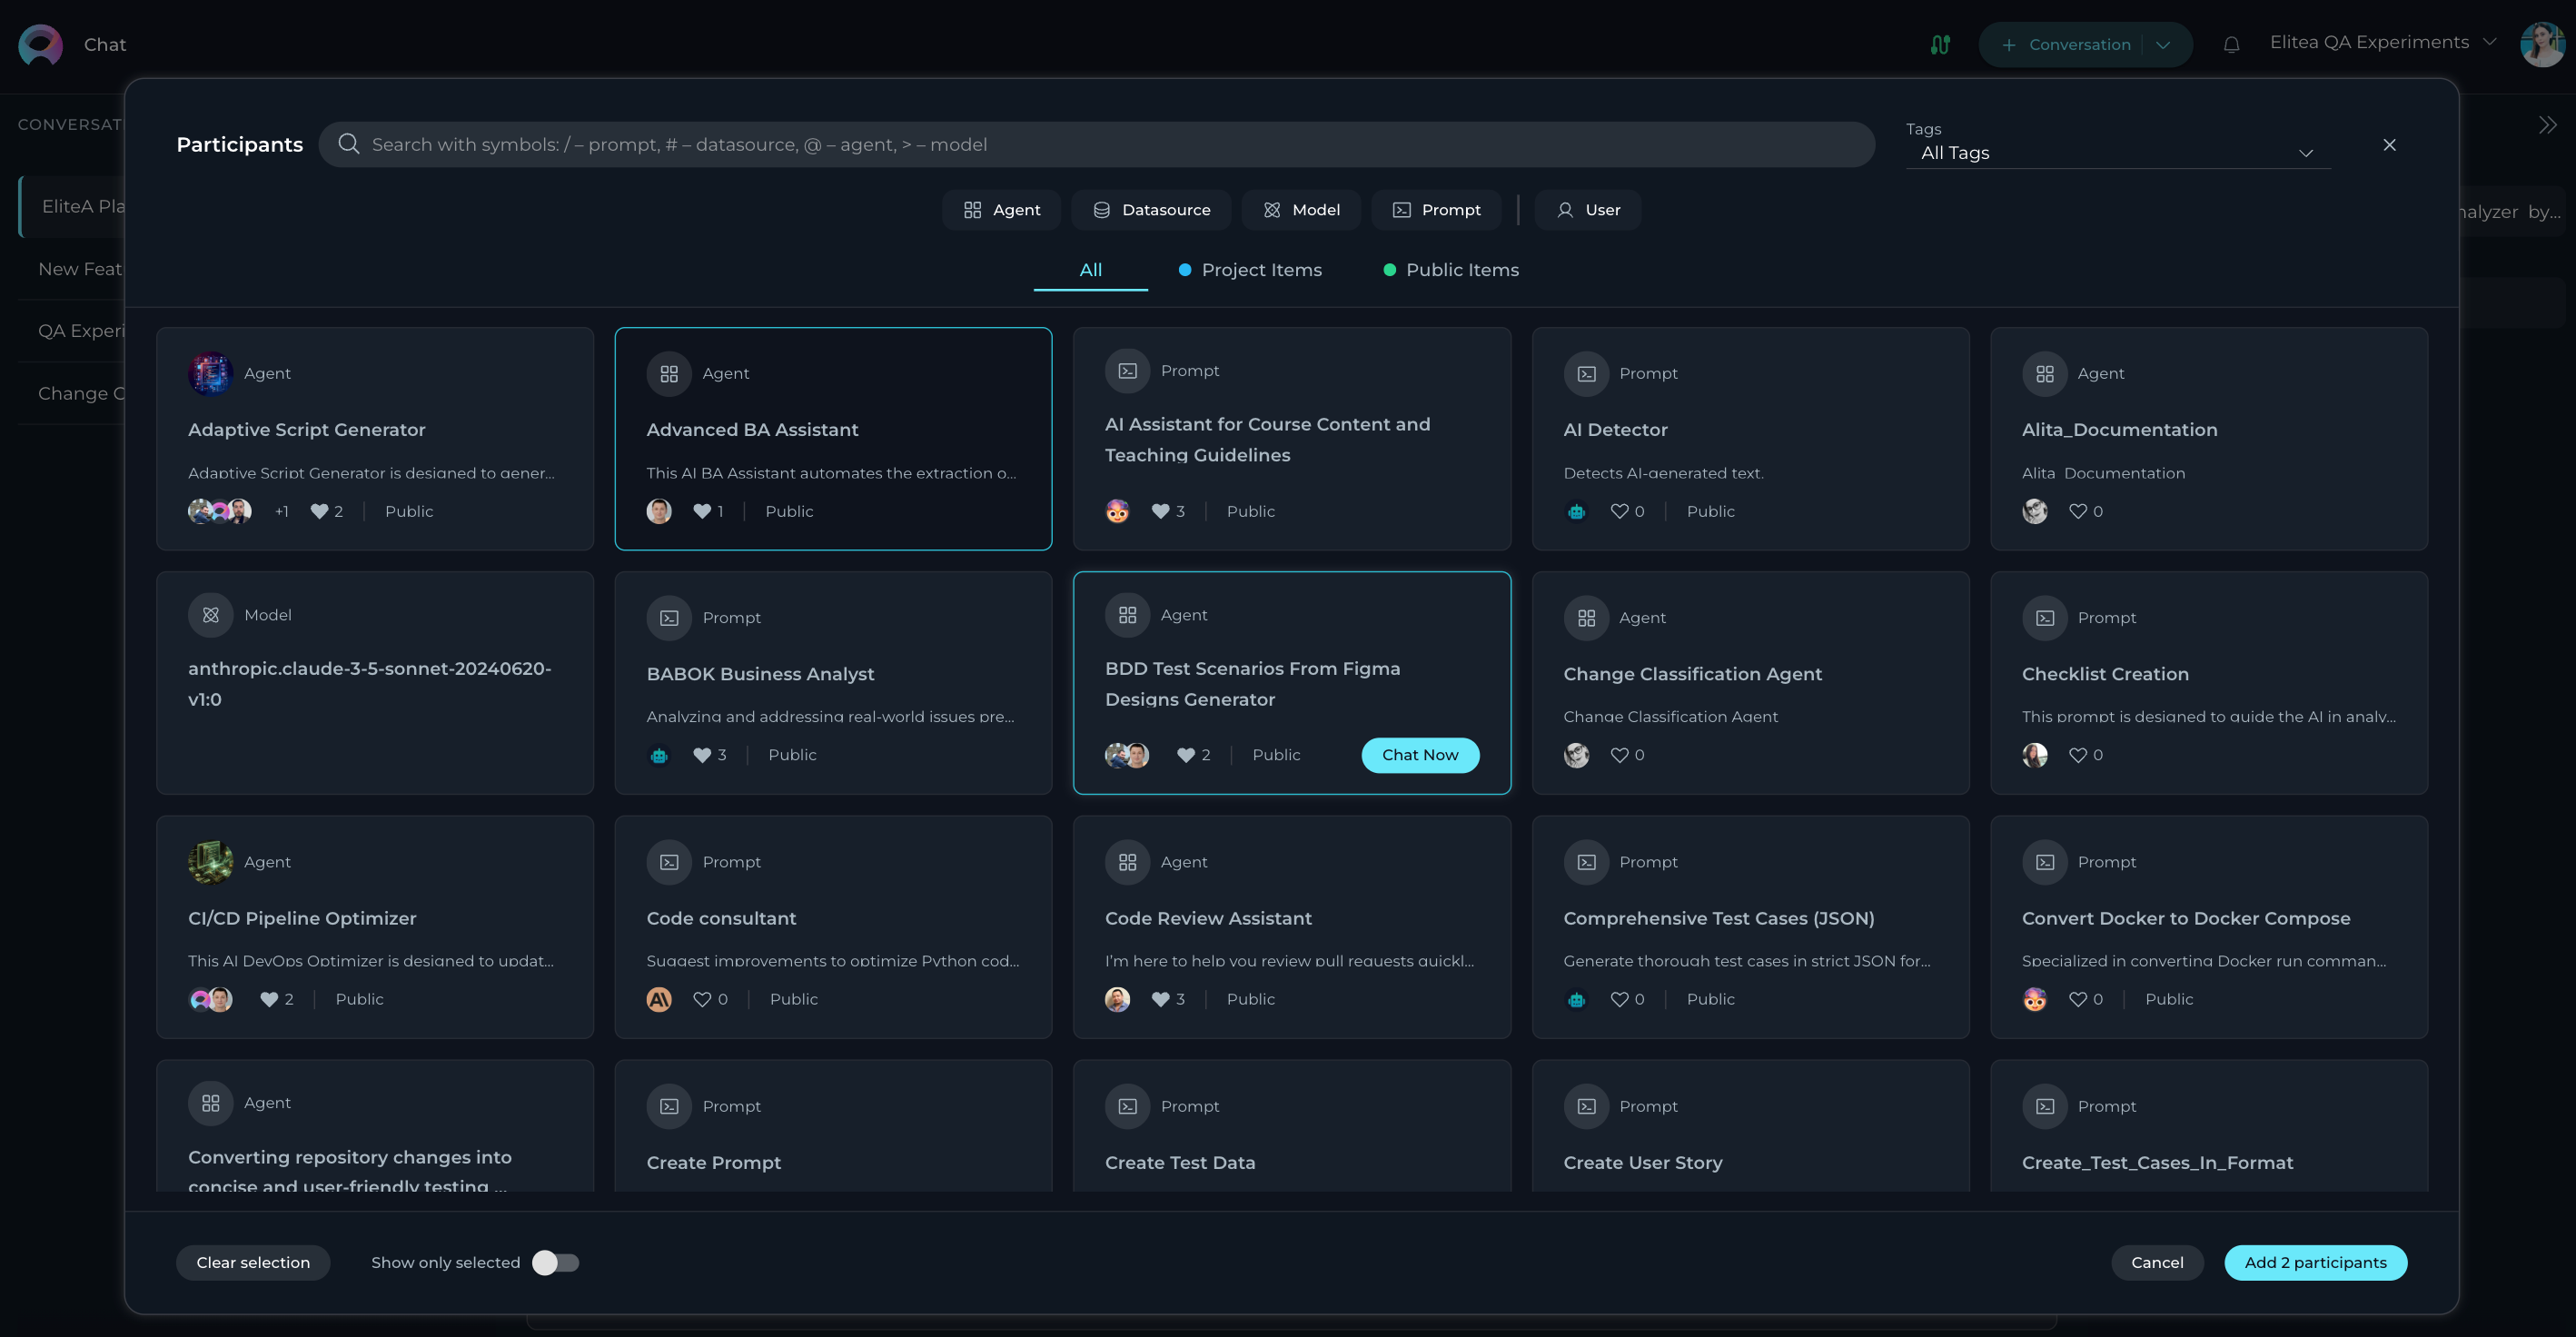 Chat
Conversation
Elitea QA Experiments
CONVERSAT
EliteA Pla
New Feat
QA Experi
Change C
nalyzer by...
Participants
Search with symbols: / – prompt, # – datasource, @ – agent, > – model
Tags
All Tags
Agent
Datasource
Model
Prompt
User
All
Project Items
Public Items
Agent
Adaptive Script Generator
Adaptive Script Generator is designed to gener...
+1
2
Public
Agent
Advanced BA Assistant
This AI BA Assistant automates the extraction o...
1
Public
Prompt
AI Assistant for Course Content and
Teaching Guidelines
3
Public
Prompt
AI Detector
Detects AI-generated text.
0
Public
Agent
Alita_Documentation
Alita_Documentation
0
Model
anthropic.claude-3-5-sonnet-20240620-
v1:0
Prompt
BABOK Business Analyst
Analyzing and addressing real-world issues pre...
3
Public
Agent
BDD Test Scenarios From Figma
Designs Generator
2
Public
Chat Now
Agent
Change Classification Agent
Change Classification Agent
0
Prompt
Checklist Creation
This prompt is designed to guide the AI in analy...
0
Agent
CI/CD Pipeline Optimizer
This AI DevOps Optimizer is designed to updat...
2
Public
Prompt
Code consultant
Suggest improvements to optimize Python cod...
0
Public
Agent
Code Review Assistant
I'm here to help you review pull requests quickl...
3
Public
Prompt
Comprehensive Test Cases (JSON)
Generate thorough test cases in strict JSON for...
0
Public
Prompt
Convert Docker to Docker Compose
Specialized in converting Docker run comman...
0
Public
Agent
Converting repository changes into
concise and user-friendly testing ...
Prompt
Create Prompt
Prompt
Create Test Data
Prompt
Create User Story
Prompt
Create_Test_Cases_In_Format
Clear selection
Show only selected
Cancel
Add 2 participants